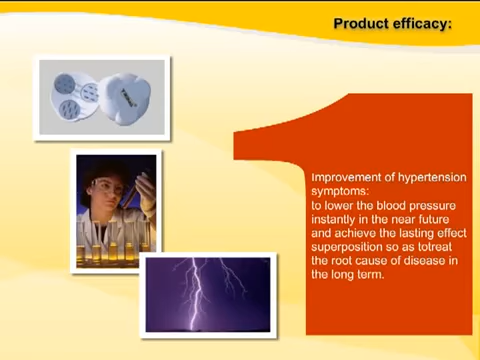 Product efficacy:
Improvement of hypertension
symptoms:
to lower the blood pressure
instantly in the near future
and achieve the lasting effect
superposition so as totreat
the root cause of disease in
the long term.
1